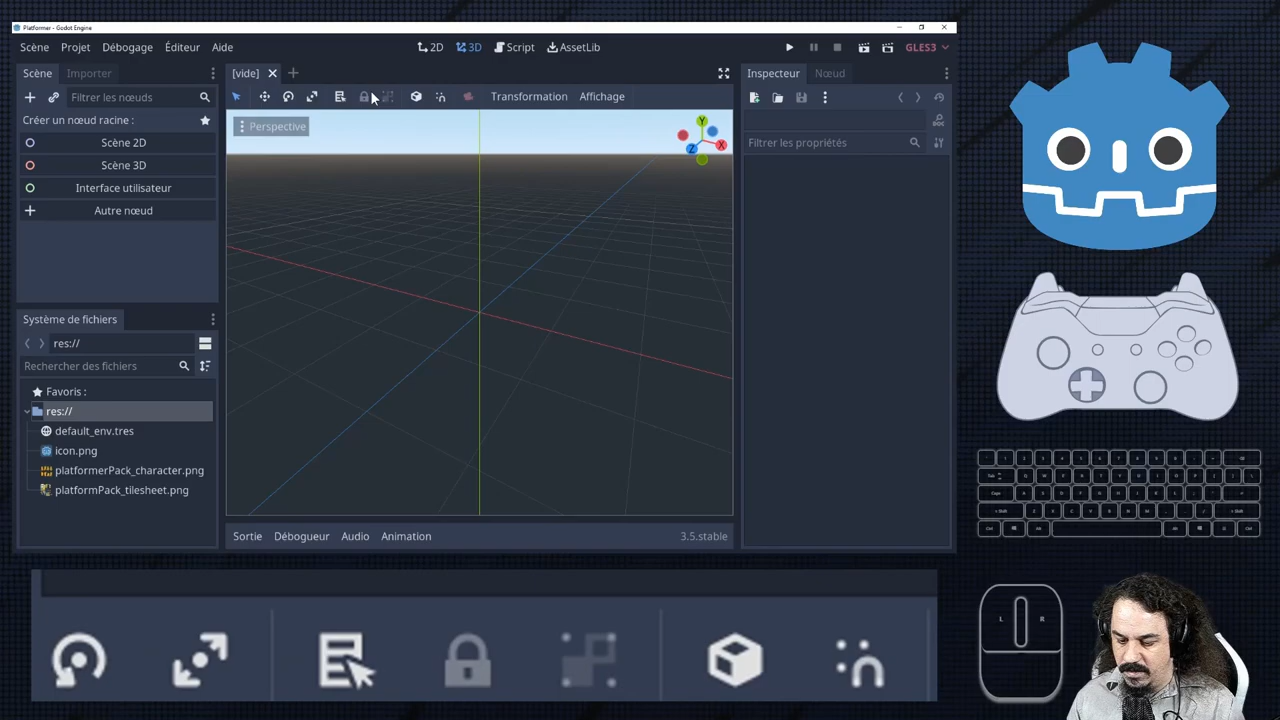 Platformer - Godot Engine
Scène Projet Débogage Éditeur Aide
2D 3D Script AssetLib
GLES3
Scène Importer
[vide]
Inspecteur Nœud
Filtrer les nœuds
Transformation Affichage
Créer un nœud racine :
Perspective
Y
X
Z
Filtrer les propriétés
Scène 2D
Scène 3D
Interface utilisateur
Autre nœud
Système de fichiers
res://
Rechercher des fichiers
Favoris :
res://
default_env.tres
icon.png
platformerPack_character.png
platformPack_tilesheet.png
Sortie Débogueur Audio Animation
3.5.stable
L R